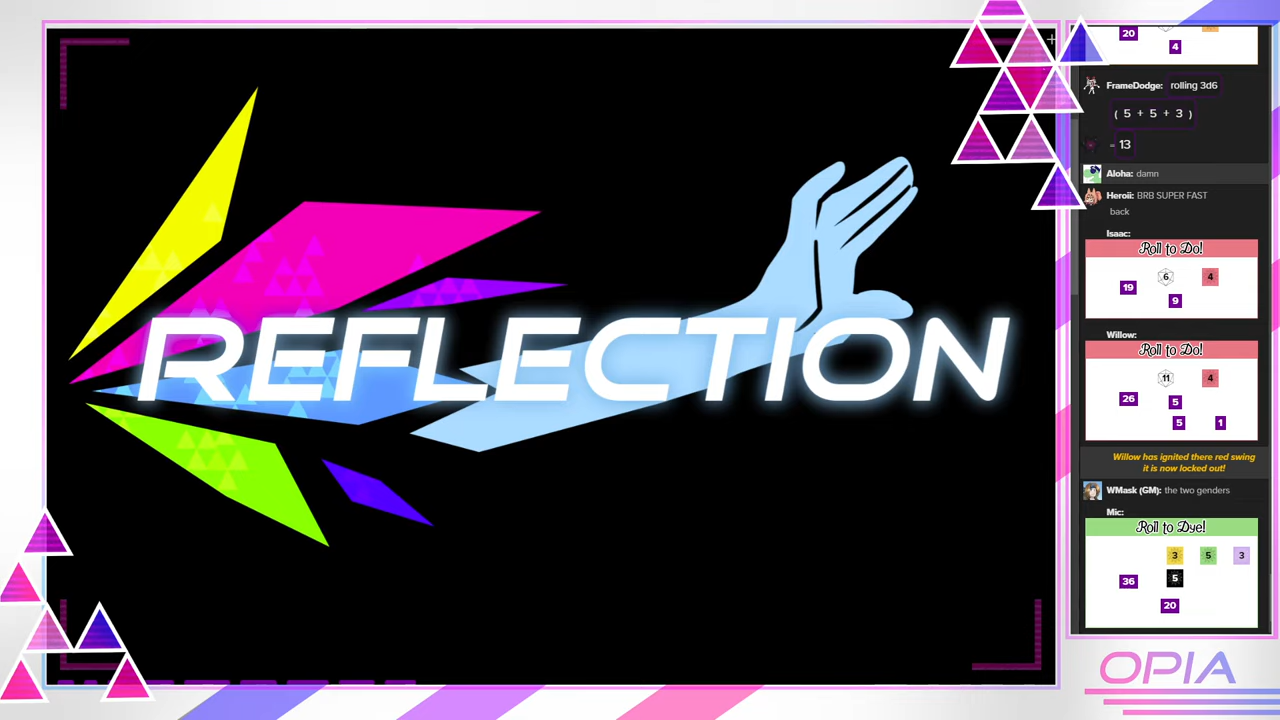 REFLECTION
20
4
FrameDodge: rolling 3d6
( 5 + 5 + 3 )
= 13
Aloha: damn
Heroii: BRB SUPER FAST
back
Isaac:
Roll to Do!
6
4
19
9
Willow:
Roll to Do!
11
4
26
5
5
1
Willow has ignited there red swing
it is now locked out!
WMask (GM): the two genders
Mic:
Roll to Dye!
3
5
3
36
5
20
OPIA